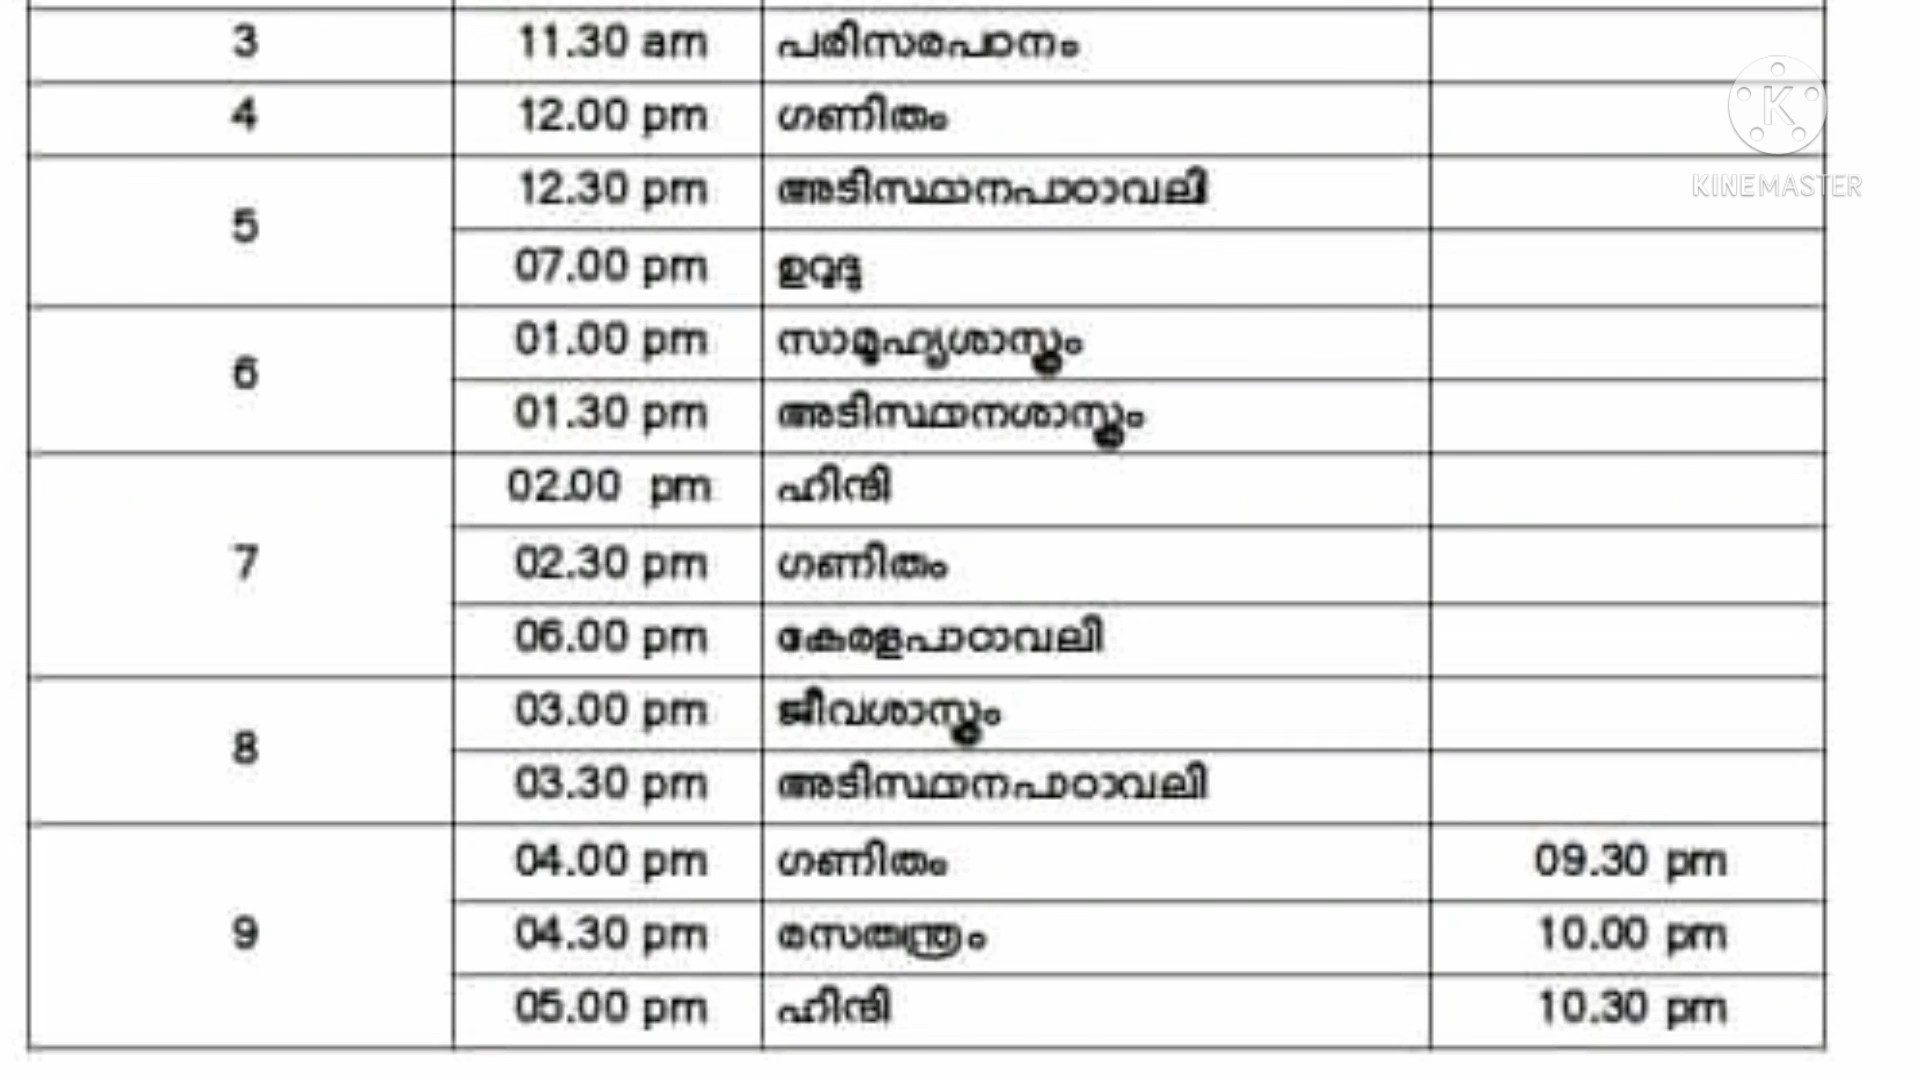 3 11.30 am പരിസരപഠനം
4 12.00 pm ഗണിതം
5 12.30 pm അടിസ്ഥാനപാഠാവലി
07.00 pm ഉറുദു
6 01.00 pm സാമൂഹ്യശാസ്ത്രം
01.30 pm അടിസ്ഥാനശാസ്ത്രം
7 02.00 pm ഹിന്ദി
02.30 pm ഗണിതം
06.00 pm കേരളപാഠാവലി
8 03.00 pm ജീവശാസ്ത്രം
03.30 pm അടിസ്ഥാനപാഠാവലി
9 04.00 pm ഗണിതം 09.30 pm
04.30 pm രസതന്ത്രം 10.00 pm
05.00 pm ഹിന്ദി 10.30 pm
K
KINEMASTER